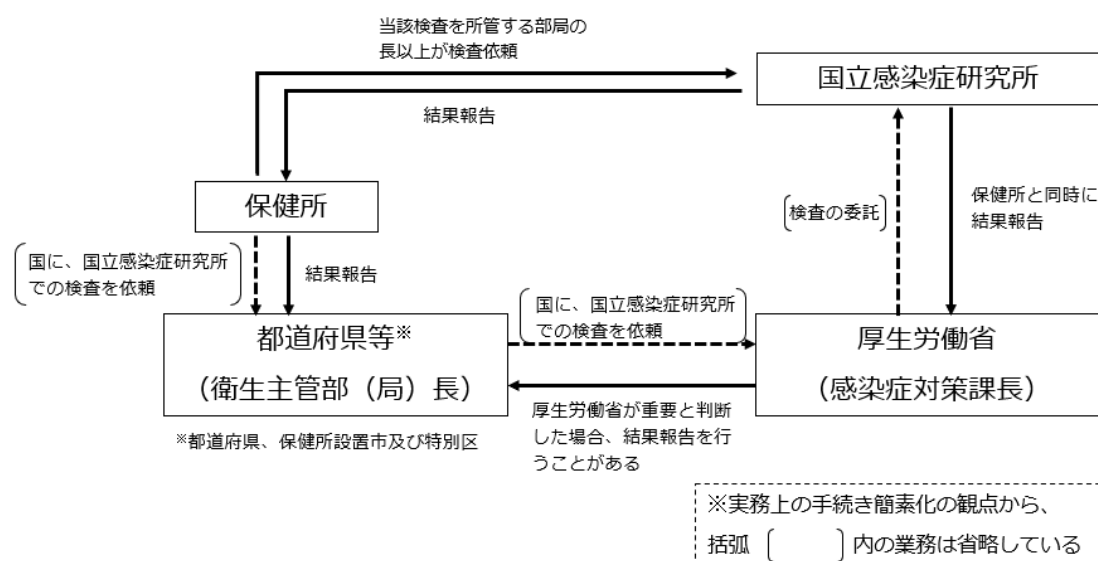 当該検査を所管する部局の
長以上が検査依頼
国立感染症研究所
結果報告
保健所
検査の委託
保健所と同時に
結果報告
国に、国立感染症研究所
での検査を依頼
結果報告
国に、国立感染症研究所
での検査を依頼
都道府県等※
（衛生主管部（局）長）
厚生労働省
（感染症対策課長）
※都道府県、保健所設置市及び特別区
厚生労働省が重要と判断
した場合、結果報告を行
うことがある
※実務上の手続き簡素化の観点から、
括弧〔　　　〕内の業務は省略している